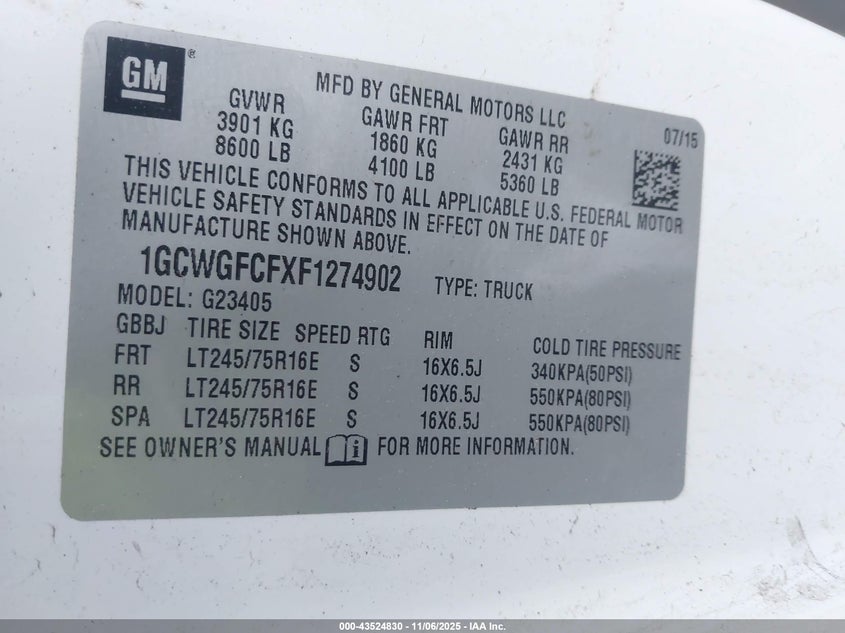 GM®
MFD BY GENERAL MOTORS LLC
07/15
GVWR GAWR FRT GAWR RR
3901 KG 1860 KG 2431 KG
8600 LB 4100 LB 5360 LB
THIS VEHICLE CONFORMS TO ALL APPLICABLE U.S. FEDERAL MOTOR
VEHICLE SAFETY STANDARDS IN EFFECT ON THE DATE OF
MANUFACTURE SHOWN ABOVE.
1GCWGFCFXF1274902 TYPE: TRUCK
MODEL: G23405
GBBJ TIRE SIZE SPEED RTG RIM COLD TIRE PRESSURE
FRT LT245/75R16E S 16X6.5J 340KPA(50PSI)
RR LT245/75R16E S 16X6.5J 550KPA(80PSI)
SPA LT245/75R16E S 16X6.5J 550KPA(80PSI)
SEE OWNER'S MANUAL i FOR MORE INFORMATION.
000-43524830 - 11/06/2025 - IAA Inc.